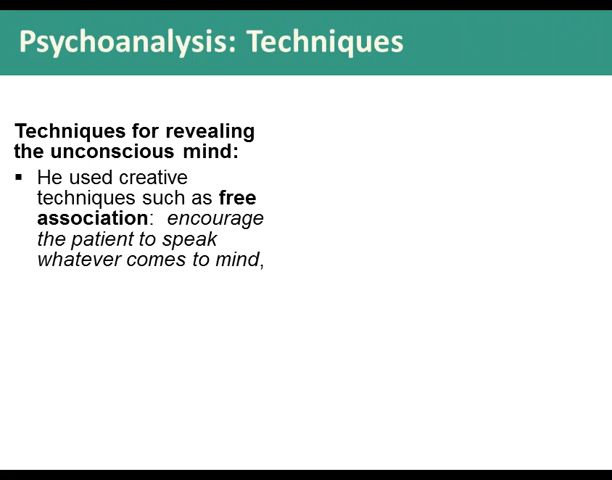 Psychoanalysis: Techniques
Techniques for revealing
the unconscious mind:
▪ He used creative
techniques such as free
association: encourage
the patient to speak
whatever comes to mind,